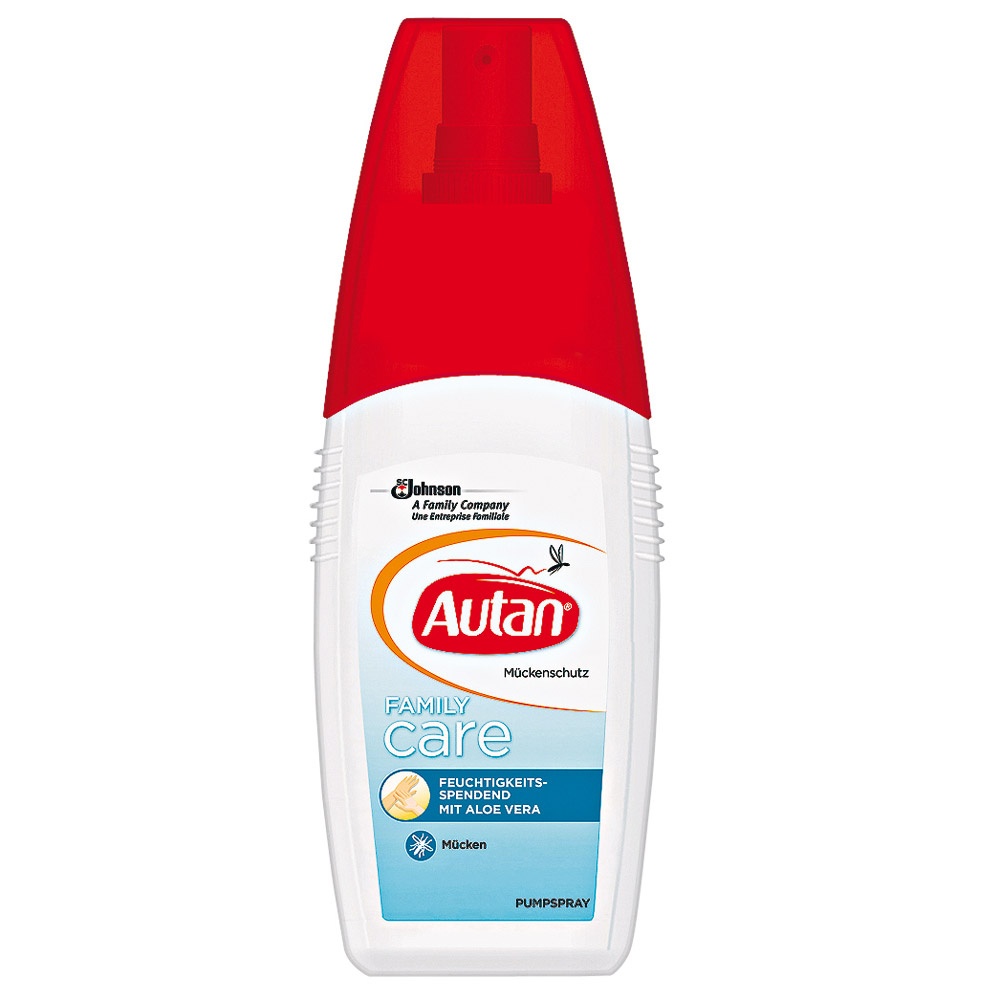 SC Johnson
A Family Company
Une Entreprise Familiale
Autan®
Mückenschutz
FAMILY
care
FEUCHTIGKEITS-
SPENDEND
MIT ALOE VERA
Mücken
PUMPSPRAY